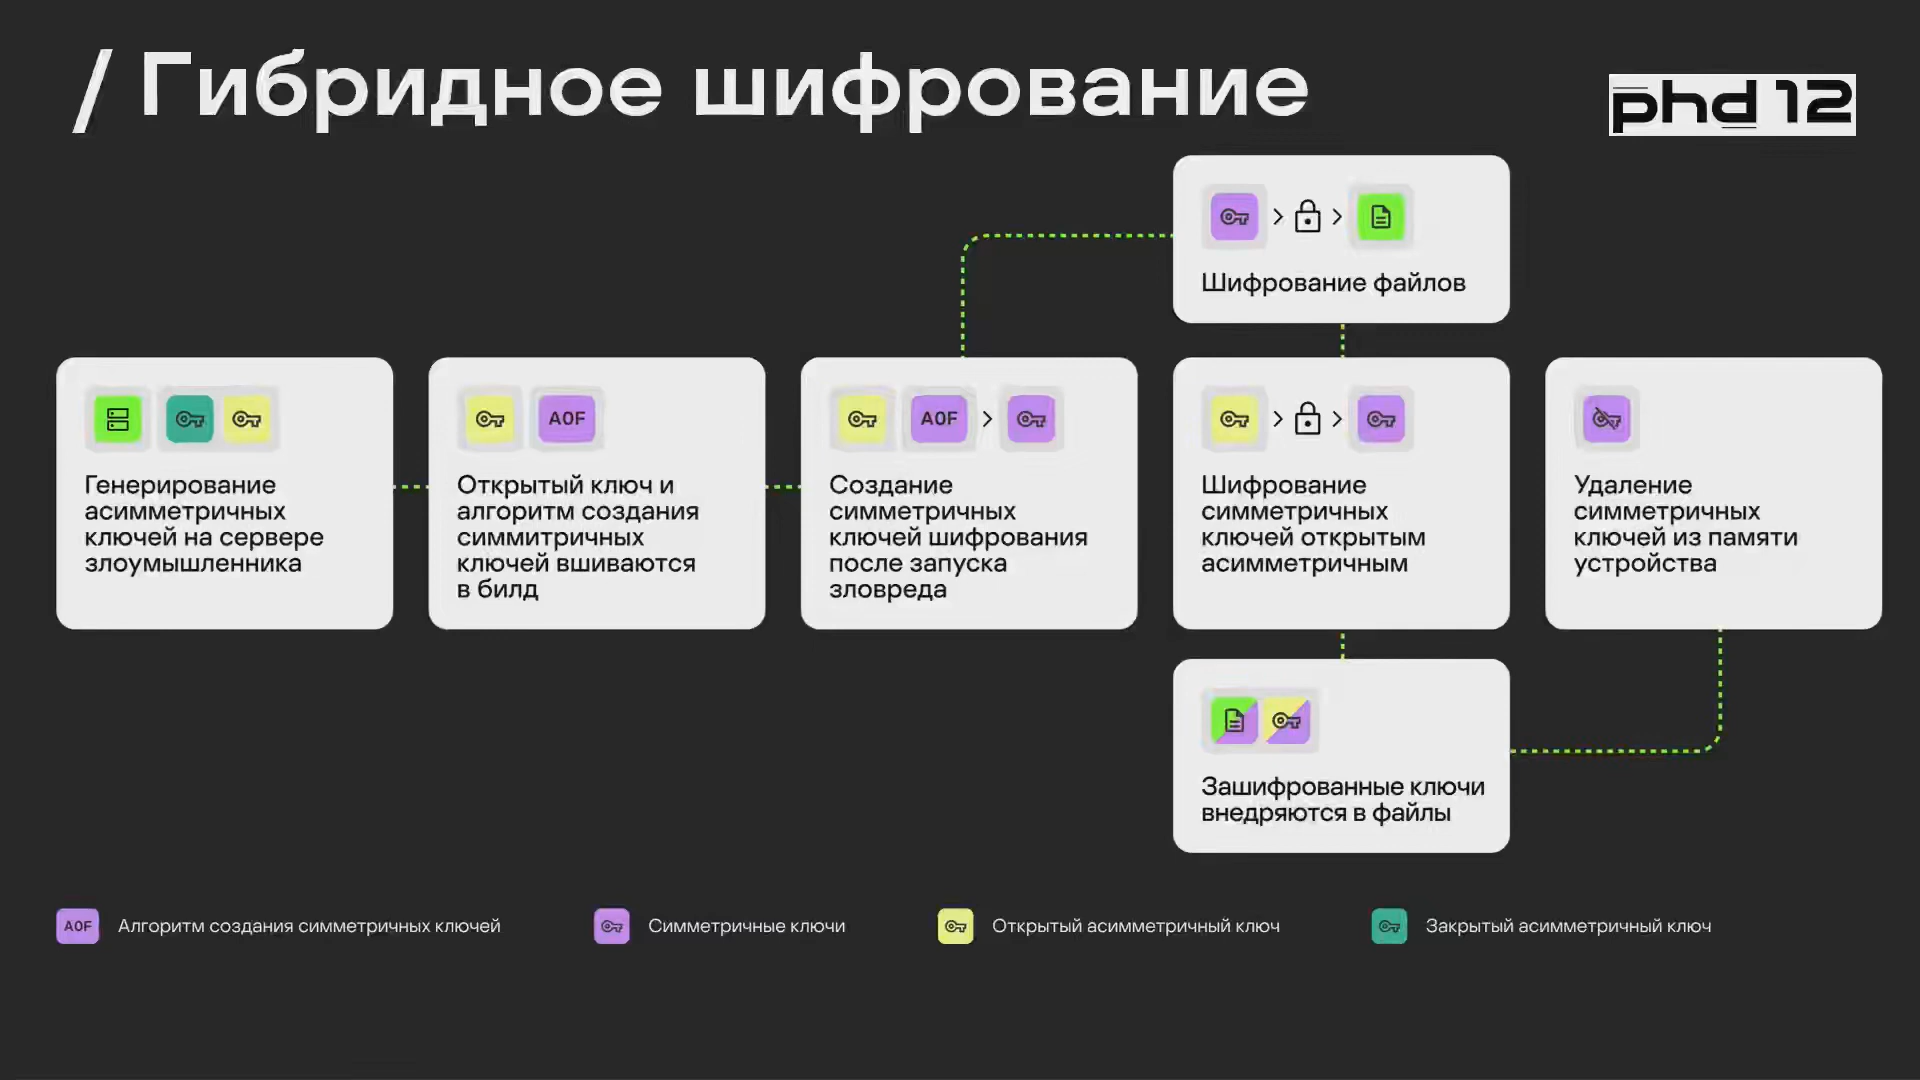 / Гибридное шифрование
phd 12
Шифрование файлов
Генерирование
асимметричных
ключей на сервере
злоумышленника
AOF
Открытый ключ и
алгоритм создания
симмитричных
ключей вшиваются
в билд
AOF
Создание
симметричных
ключей шифрования
после запуска
зловреда
Шифрование
симметричных
ключей открытым
асимметричным
Удаление
симметричных
ключей из памяти
устройства
Зашифрованные ключи
внедряются в файлы
AOF Алгоритм создания симметричных ключей
Симметричные ключи
Открытый асимметричный ключ
Закрытый асимметричный ключ